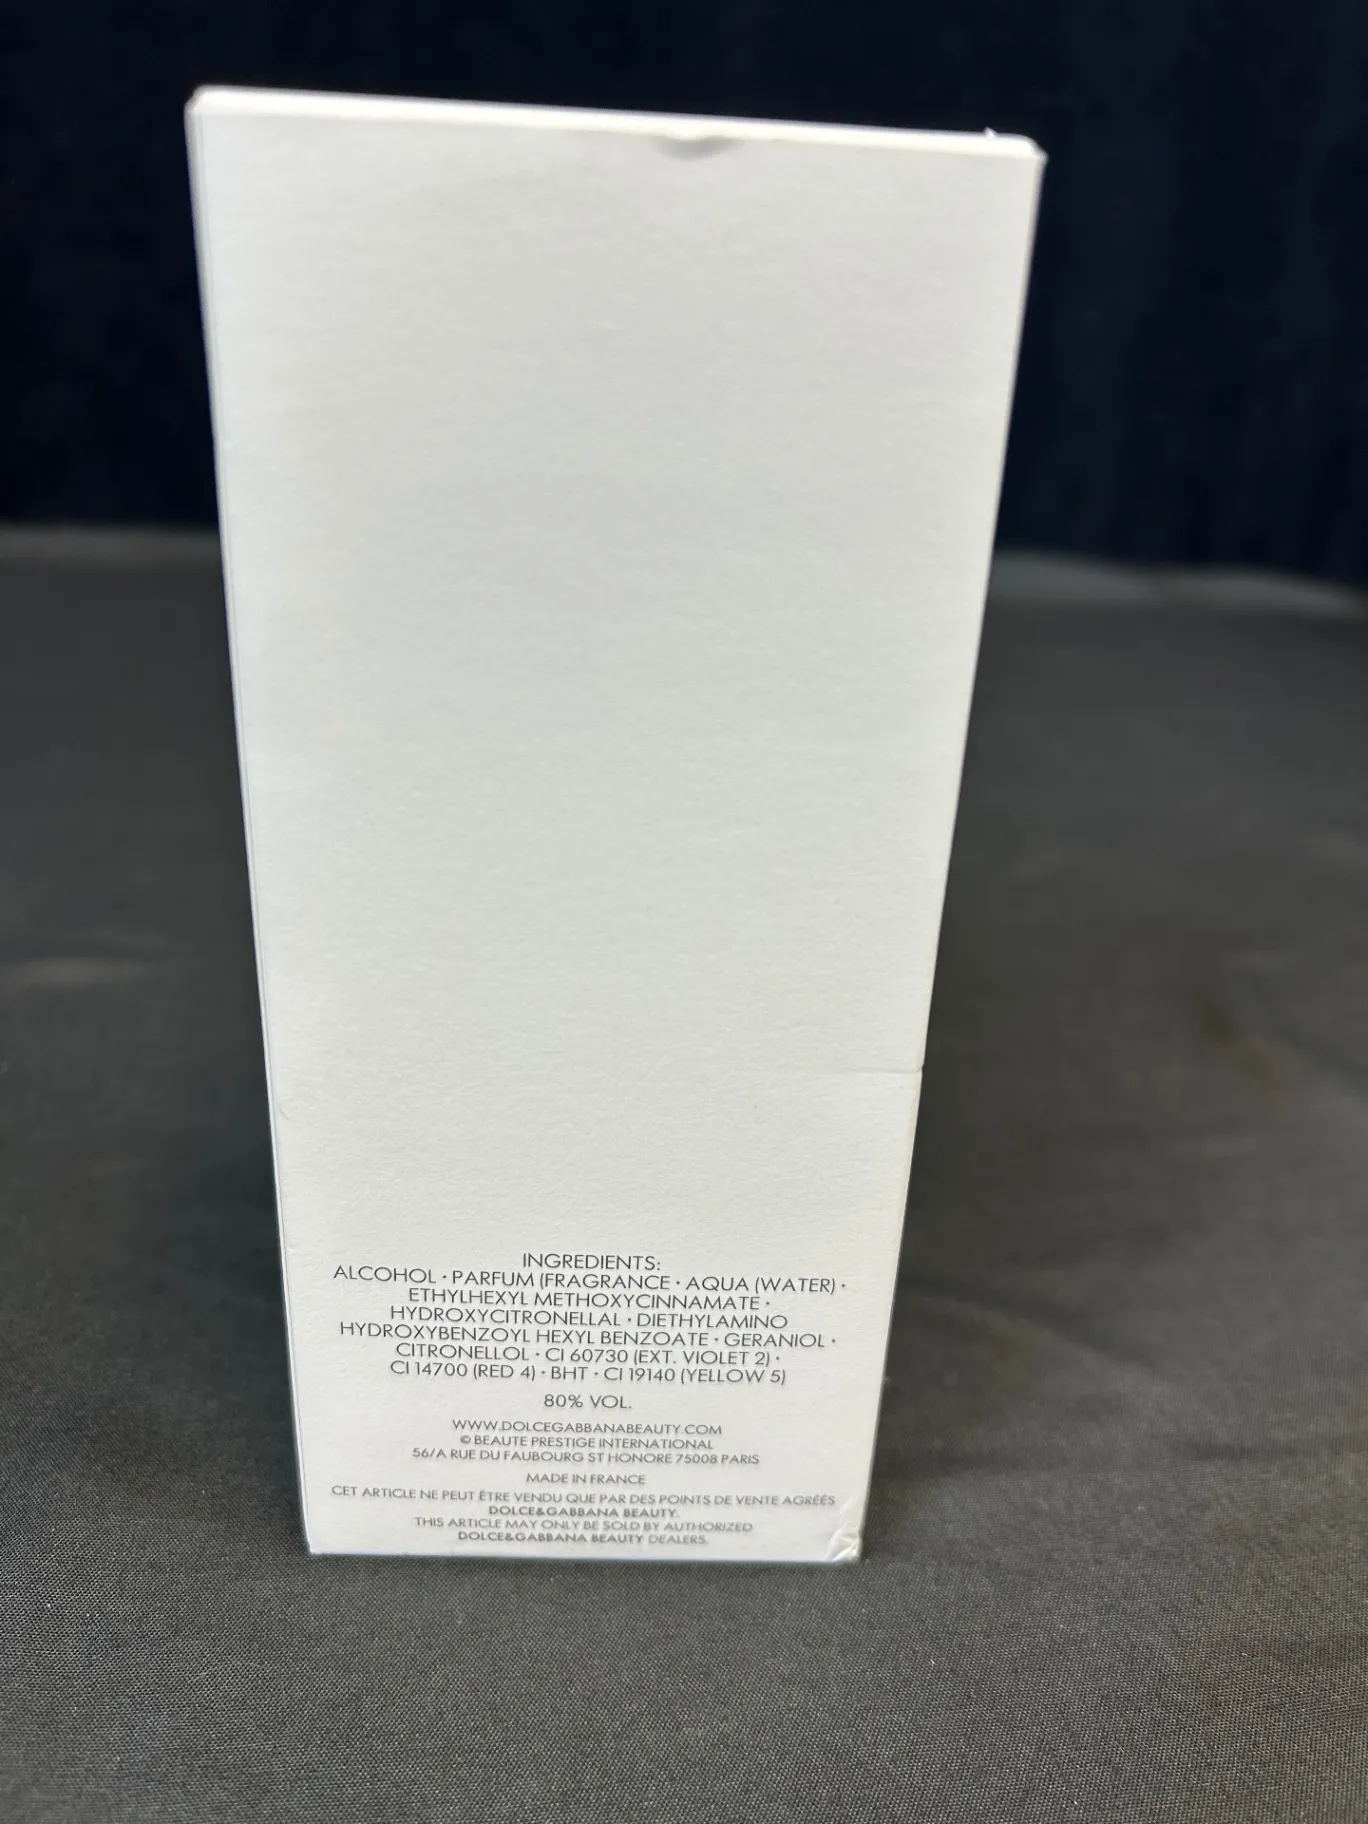 INGREDIENTS:
ALCOHOL • PARFUM (FRAGRANCE • AQUA (WATER) •
ETHYLHEXYL METHOXYCINNAMATE •
HYDROXYCITRONELLAL • DIETHYLAMINO
HYDROXYBENZOYL HEXYL BENZOATE • GERANIOL •
CITRONELLOL • CI 60730 (EXT. VIOLET 2) •
CI 14700 (RED 4) • BHT • CI 19140 (YELLOW 5)
80% VOL.
WWW.DOLCEGABBANABEAUTY.COM
© BEAUTE PRESTIGE INTERNATIONAL
56/A RUE DU FAUBOURG ST HONORE 75008 PARIS
MADE IN FRANCE
CET ARTICLE NE PEUT ÊTRE VENDU QUE PAR DES POINTS DE VENTE AGRÉÉS
DOLCE&GABBANA BEAUTY.
THIS ARTICLE MAY ONLY BE SOLD BY AUTHORIZED
DOLCE&GABBANA BEAUTY DEALERS.